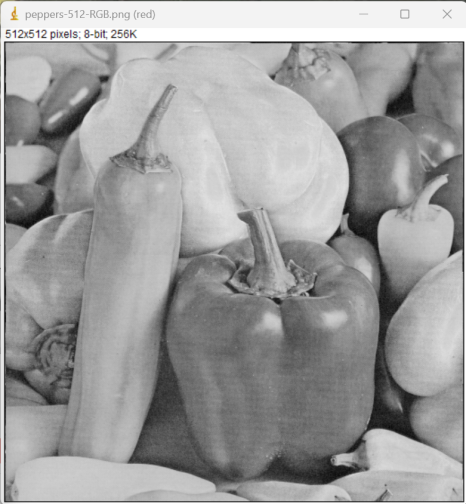 peppers-512-RGB.png (red)
512x512 pixels; 8-bit; 256K